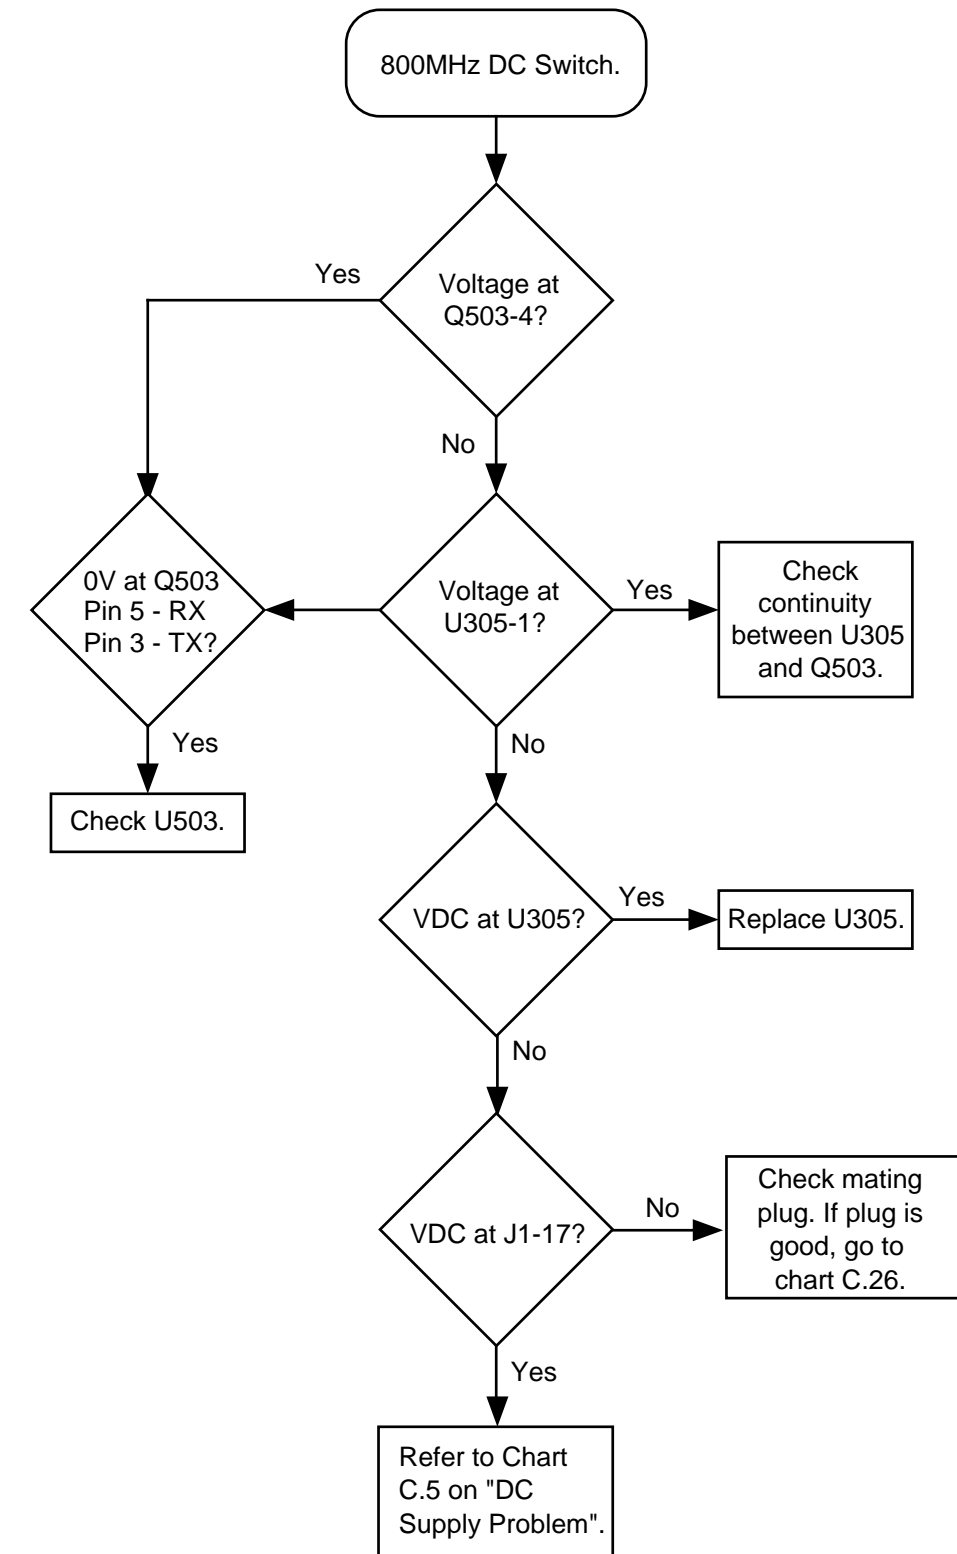 800MHz DC Switch.
Yes
Voltage at
Q503-4?
No
0V at Q503
Pin 5 - RX
Pin 3 - TX?
Voltage at
U305-1?
Yes
Check
continuity
between U305
and Q503.
Yes
No
Check U503.
VDC at U305?
Yes
Replace U305.
No
VDC at J1-17?
No
Check mating
plug. If plug is
good, go to
chart C.26.
Yes
Refer to Chart
C.5 on "DC
Supply Problem".